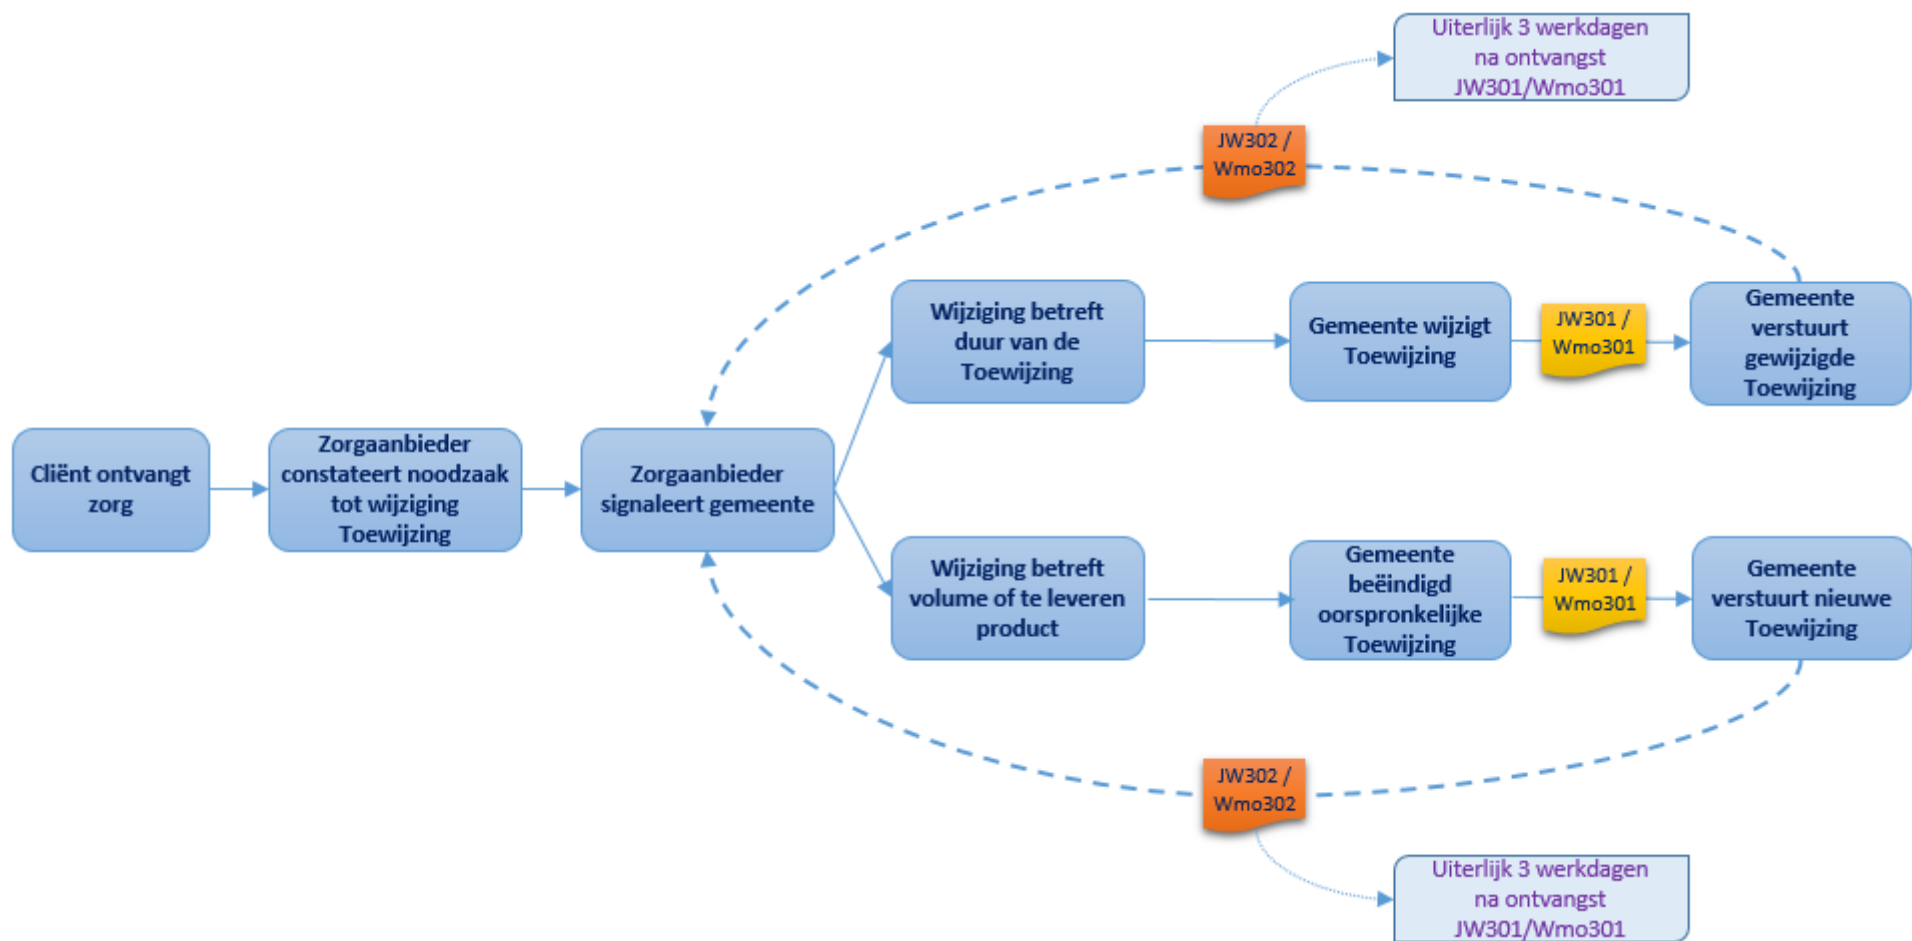 Uiterlijk 3 werkdagen
na ontvangst
JW301/Wmo301
JW302 /
Wmo302
Wijziging betreft
duur van de
Toewijzing
Gemeente wijzigt
Toewijzing
JW301 /
Wmo301
Gemeente
verstuurt
gewijzigde
Toewijzing
Cliënt ontvangt
zorg
Zorgaanbieder
constateert noodzaak
tot wijziging
Toewijzing
Zorgaanbieder
signaleert gemeente
Wijziging betreft
volume of te leveren
product
Gemeente
beëindigd
oorspronkelijke
Toewijzing
JW301 /
Wmo301
Gemeente
verstuurt nieuwe
Toewijzing
JW302 /
Wmo302
Uiterlijk 3 werkdagen
na ontvangst
JW301/Wmo301